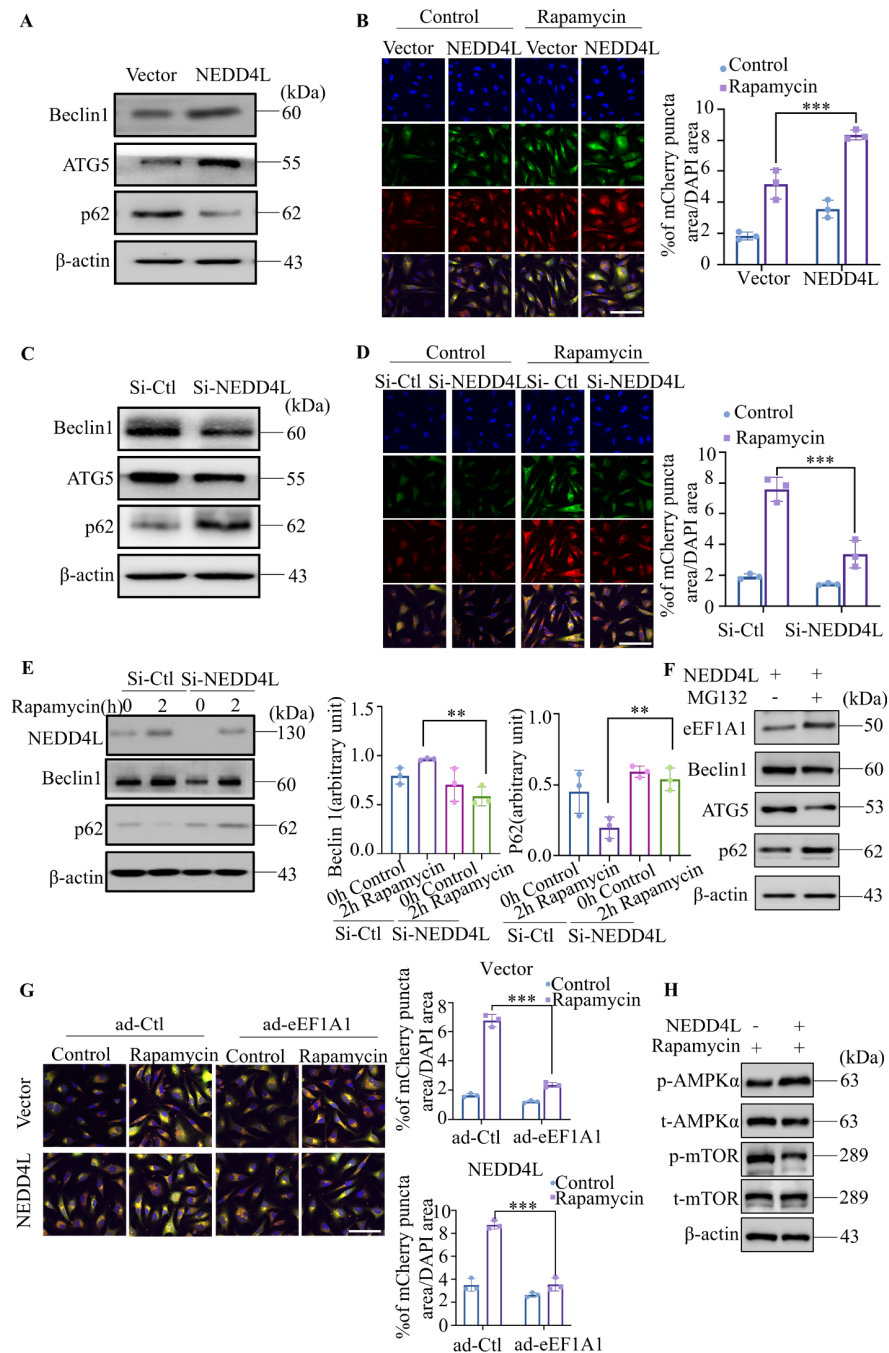 A
Vector NEDD4L
(kDa)
Beclin1 60
ATG5 55
p62 62
β-actin 43
B
Control Rapamycin
Vector NEDD4L Vector NEDD4L
Control
Rapamycin
%of mCherry puncta
area/DAPI area
***
10
8
6
4
2
0
Vector NEDD4L
C
Si-Ctl Si-NEDD4L
(kDa)
Beclin1 60
ATG5 55
p62 62
β-actin 43
D
Control Rapamycin
Si-Ctl Si-NEDD4L Si- Ctl Si-NEDD4L
Control
Rapamycin
%of mCherry puncta
area/DAPI area
***
10
8
6
4
2
0
Si-Ctl Si-NEDD4L
E
Si-Ctl Si-NEDD4L
Rapamycin(h) 0 2 0 2
(kDa)
NEDD4L 130
Beclin1 60
p62 62
β-actin 43
Beclin 1(arbitrary unit)
**
1.5
1.0
0.5
0.0
0h Control
2h Rapamycin
0h Control
2h Rapamycin
Si-Ctl Si-NEDD4L
P62(arbitrary unit)
**
1.0
0.5
0.0
0h Control
2h Rapamycin
0h Control
2h Rapamycin
Si-Ctl Si-NEDD4L
F
NEDD4L + +
MG132 - + (kDa)
eEF1A1 50
Beclin1 60
ATG5 53
p62 62
β-actin 43
G
ad-Ctl ad-eEF1A1
Control Rapamycin Control Rapamycin
Vector
NEDD4L
Vector
Control
Rapamycin
%of mCherry puncta
area/DAPI area
***
8
6
4
2
0
ad-Ctl ad-eEF1A1
NEDD4L
Control
Rapamycin
%of mCherry puncta
area/DAPI area
***
10
8
6
4
2
0
ad-Ctl ad-eEF1A1
H
NEDD4L - +
Rapamycin + +
(kDa)
p-AMPKα 63
t-AMPKα 63
p-mTOR 289
t-mTOR 289
β-actin 43